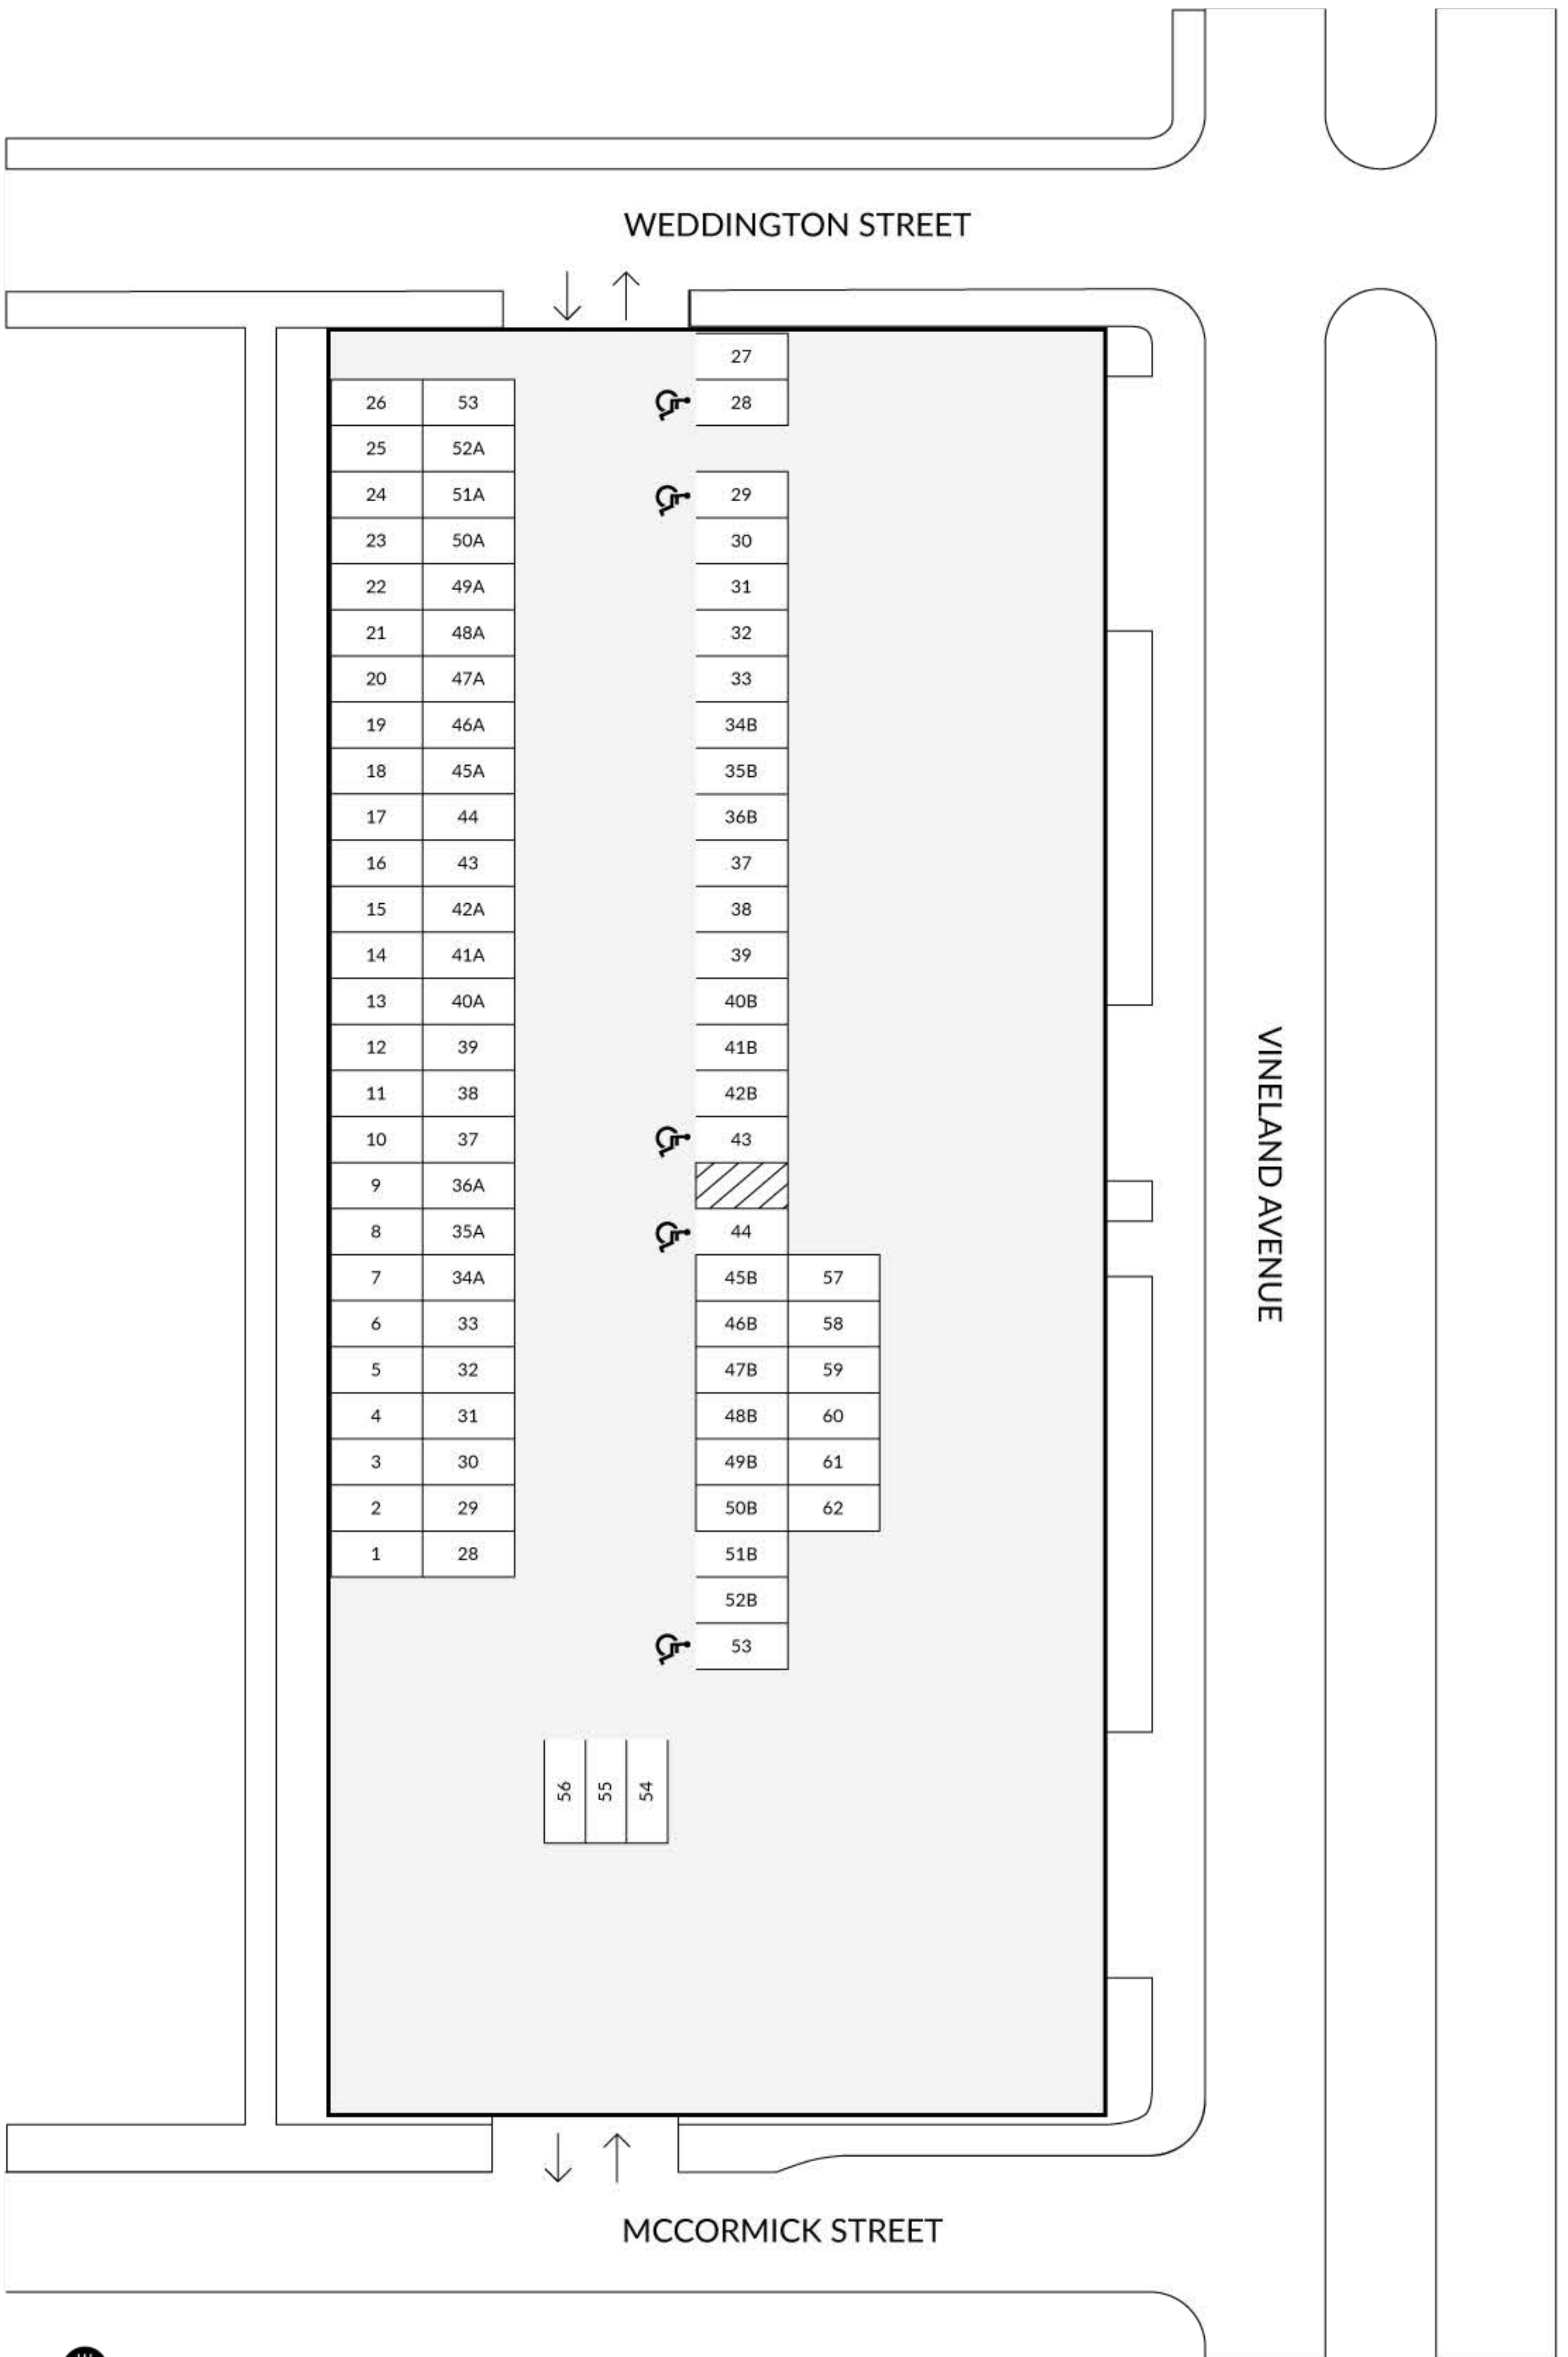 WEDDINGTON STREET
27
26 53 28
25 52A
24 51A 29
23 50A 30
22 49A 31
21 48A 32
20 47A 33
19 46A 34B
18 45A 35B
17 44 36B
16 43 37
15 42A 38
14 41A 39
13 40A 40B
12 39 41B
11 38 42B
10 37 43
9 36A
8 35A 44
7 34A 45B 57
6 33 46B 58
5 32 47B 59
4 31 48B 60
3 30 49B 61
2 29 50B 62
1 28 51B
52B
53
56 55 54
VINELAND AVENUE
MCCORMICK STREET